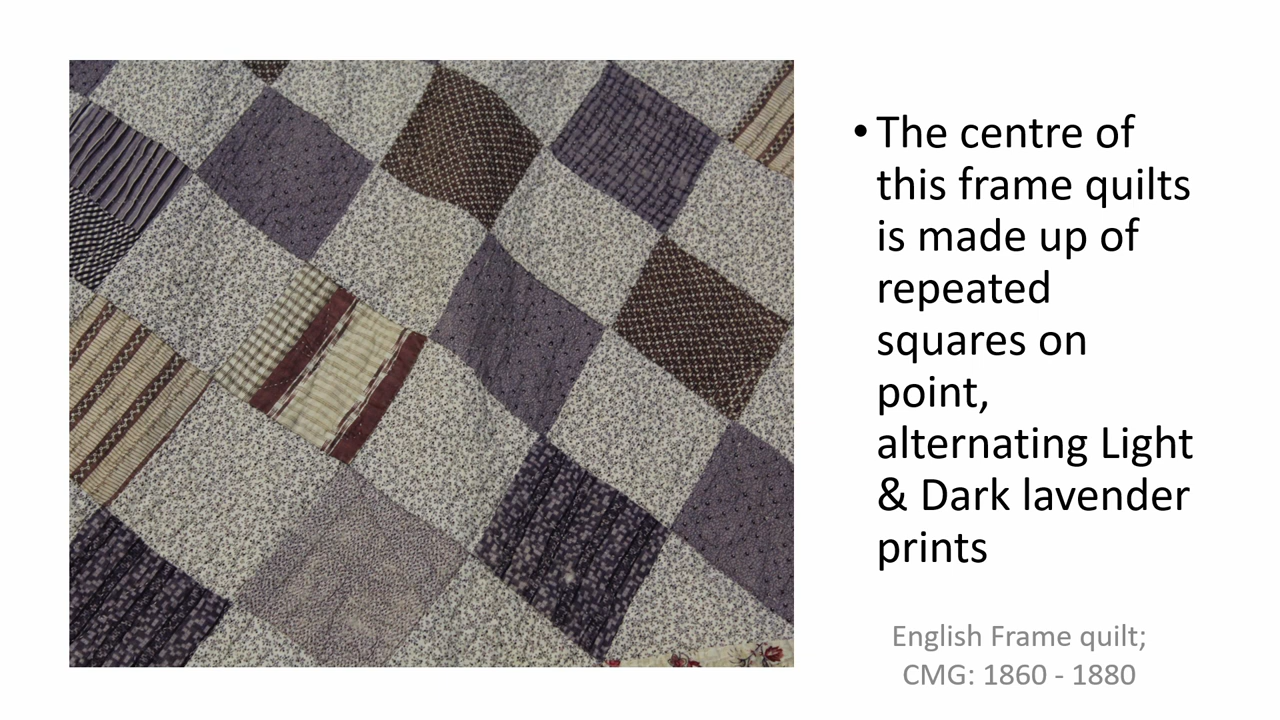 • The centre of
this frame quilts
is made up of
repeated
squares on
point,
alternating Light
& Dark lavender
prints
English Frame quilt;
CMG: 1860 - 1880